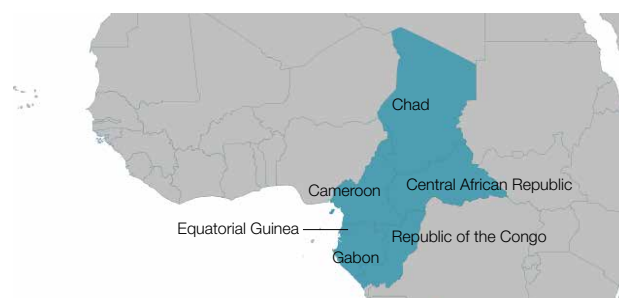 Chad
Cameroon
Central African Republic
Equatorial Guinea
Republic of the Congo
Gabon